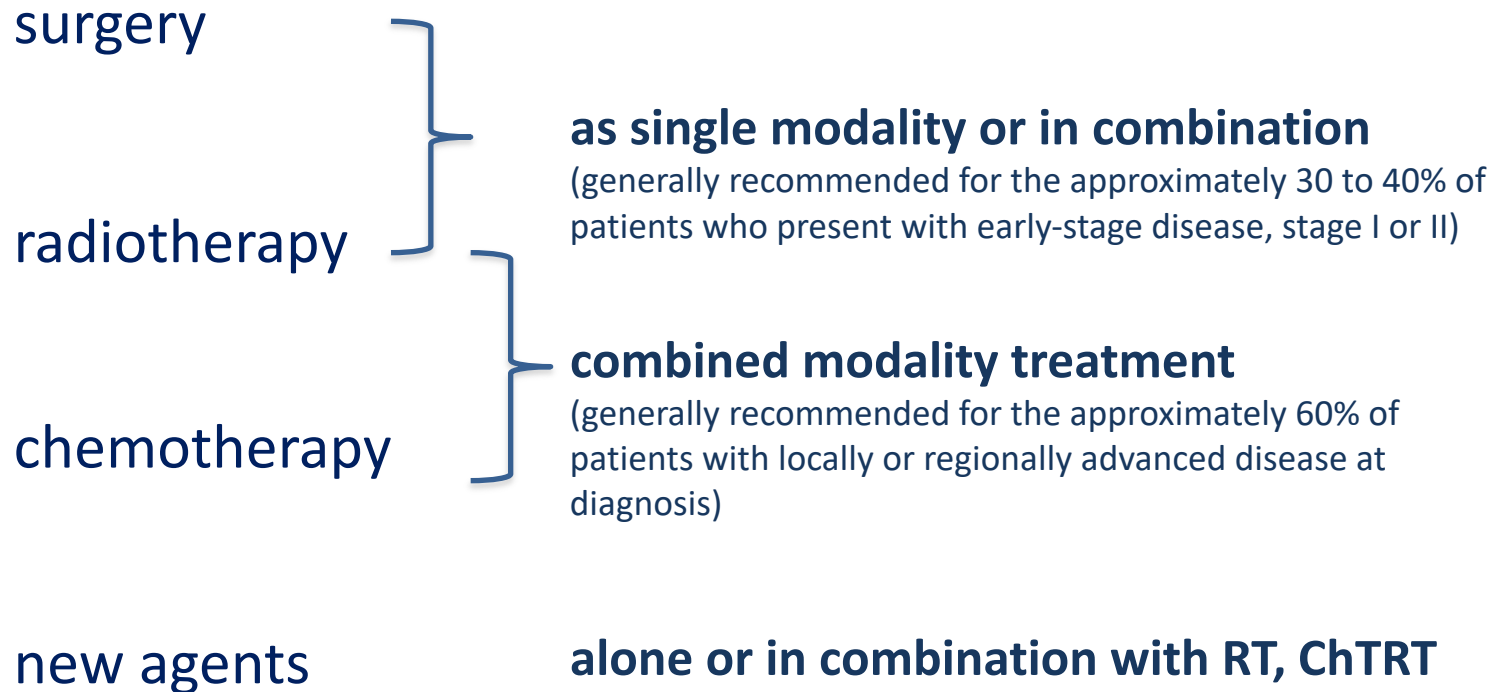 surgery
as single modality or in combination
(generally recommended for the approximately 30 to 40% of
patients who present with early-stage disease, stage I or II)
radiotherapy
combined modality treatment
(generally recommended for the approximately 60% of
patients with locally or regionally advanced disease at
diagnosis)
chemotherapy
new agents
alone or in combination with RT, ChTRT